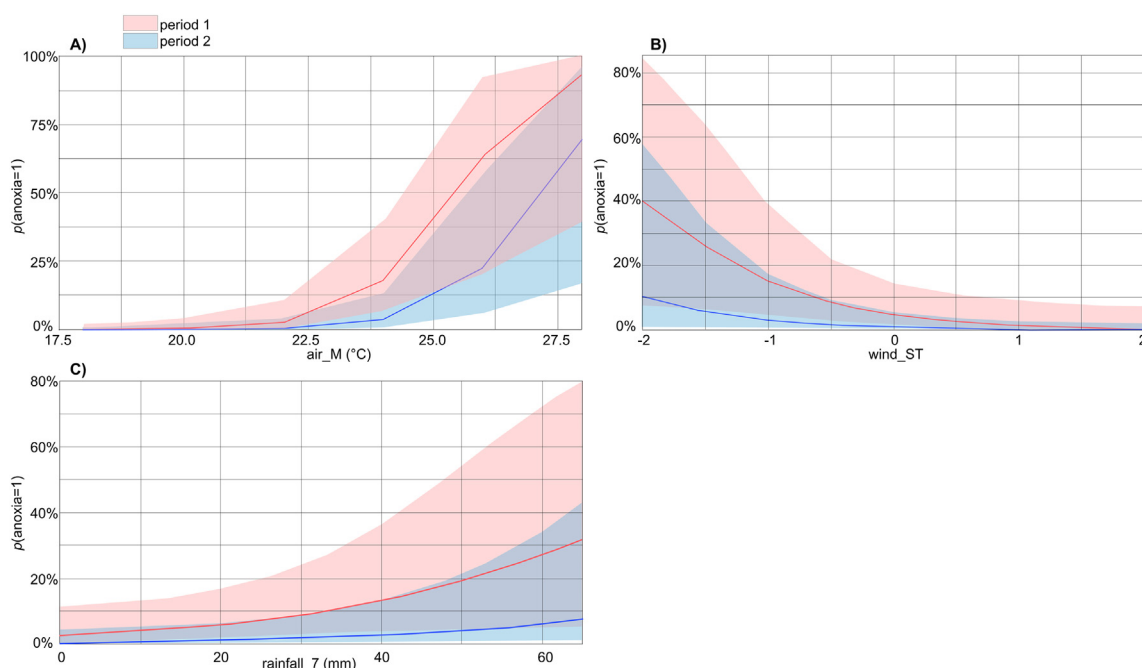 period 1
period 2
A)
100%
75%
50%
25%
0%
p(anoxia=1)
17.5 20.0 22.5 25.0 27.5
air_M (°C)
B)
80%
60%
40%
20%
0%
p(anoxia=1)
-2 -1 0 1 2
wind_ST
C)
80%
60%
40%
20%
0%
p(anoxia=1)
0 20 40 60
rainfall_7 (mm)